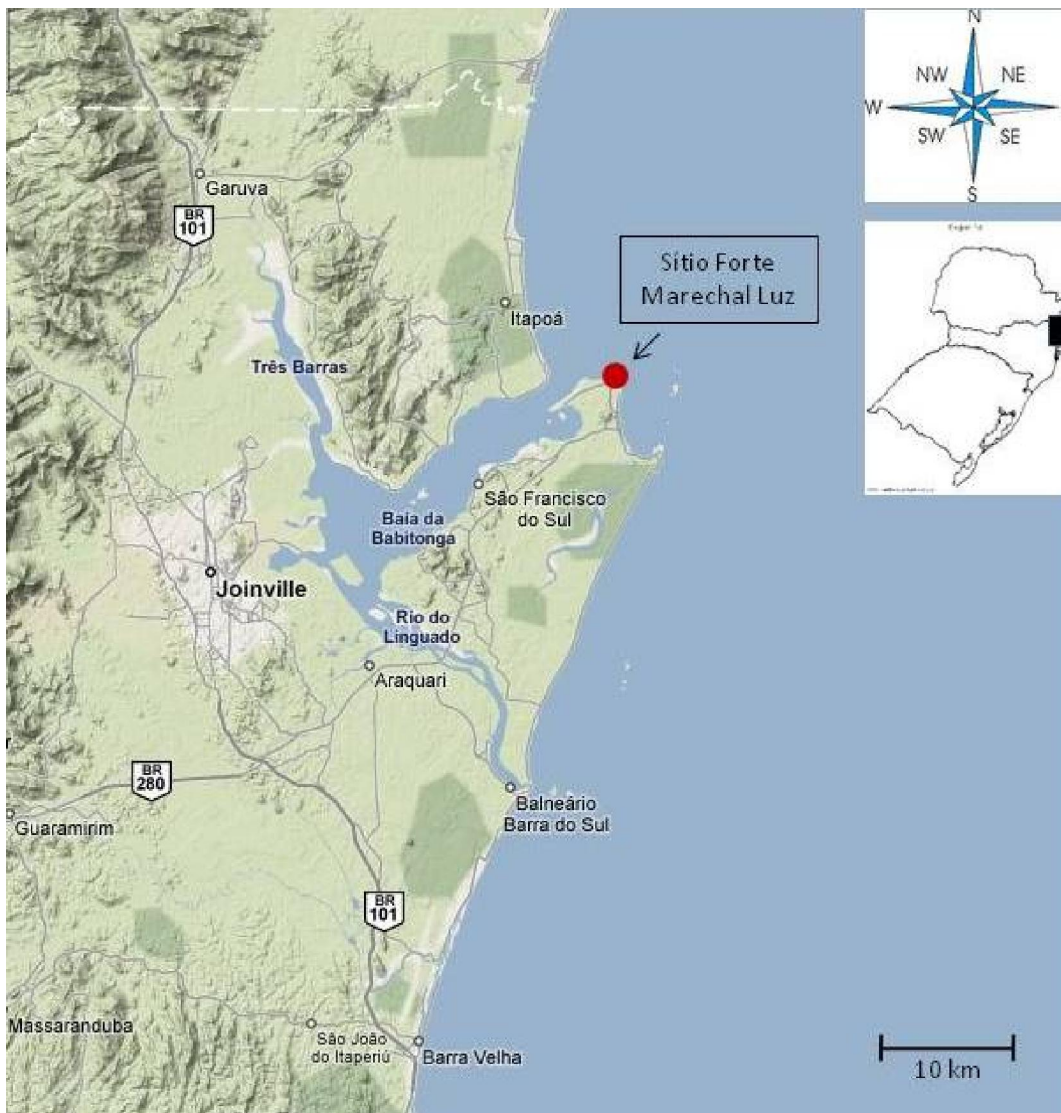 N
NW
NE
W
SW
SE
S
Garuva
BR
101
Sítio Forte
Marechal Luz
Itapoá
Três Barras
São Francisco
do Sul
Baía da
Babitonga
Joinville
Rio do
Linguado
Araquari
BR
280
Balneário
Barra do Sul
Guaramirim
BR
101
Massaranduba
São João
do Itaperiú
Barra Velha
10 km